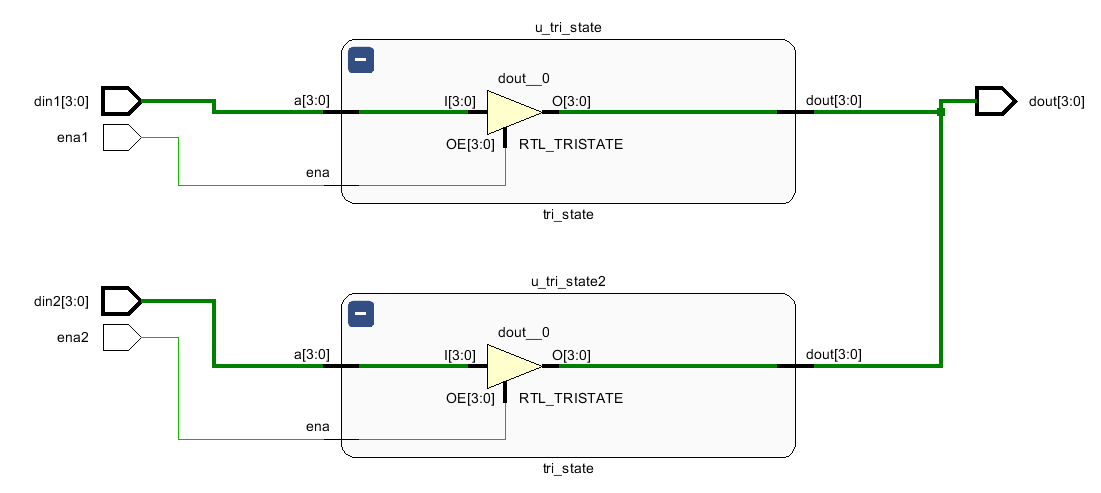 u_tri_state
dout__0
din1[3:0]
a[3:0]
I[3:0]
O[3:0]
dout[3:0]
dout[3:0]
ena1
OE[3:0]
RTL_TRISTATE
ena
tri_state
u_tri_state2
dout__0
din2[3:0]
a[3:0]
I[3:0]
O[3:0]
dout[3:0]
ena2
OE[3:0]
RTL_TRISTATE
ena
tri_state